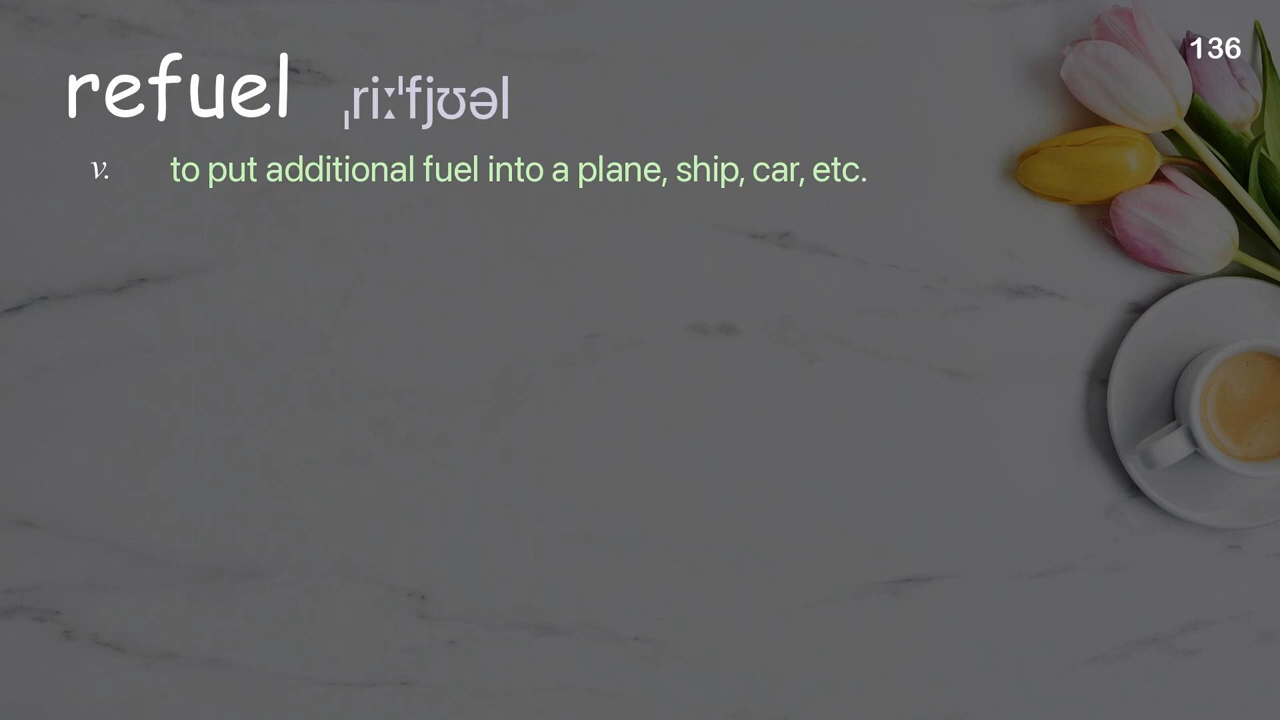 136
refuel ˌriːˈfjʊəl
v. to put additional fuel into a plane, ship, car, etc.